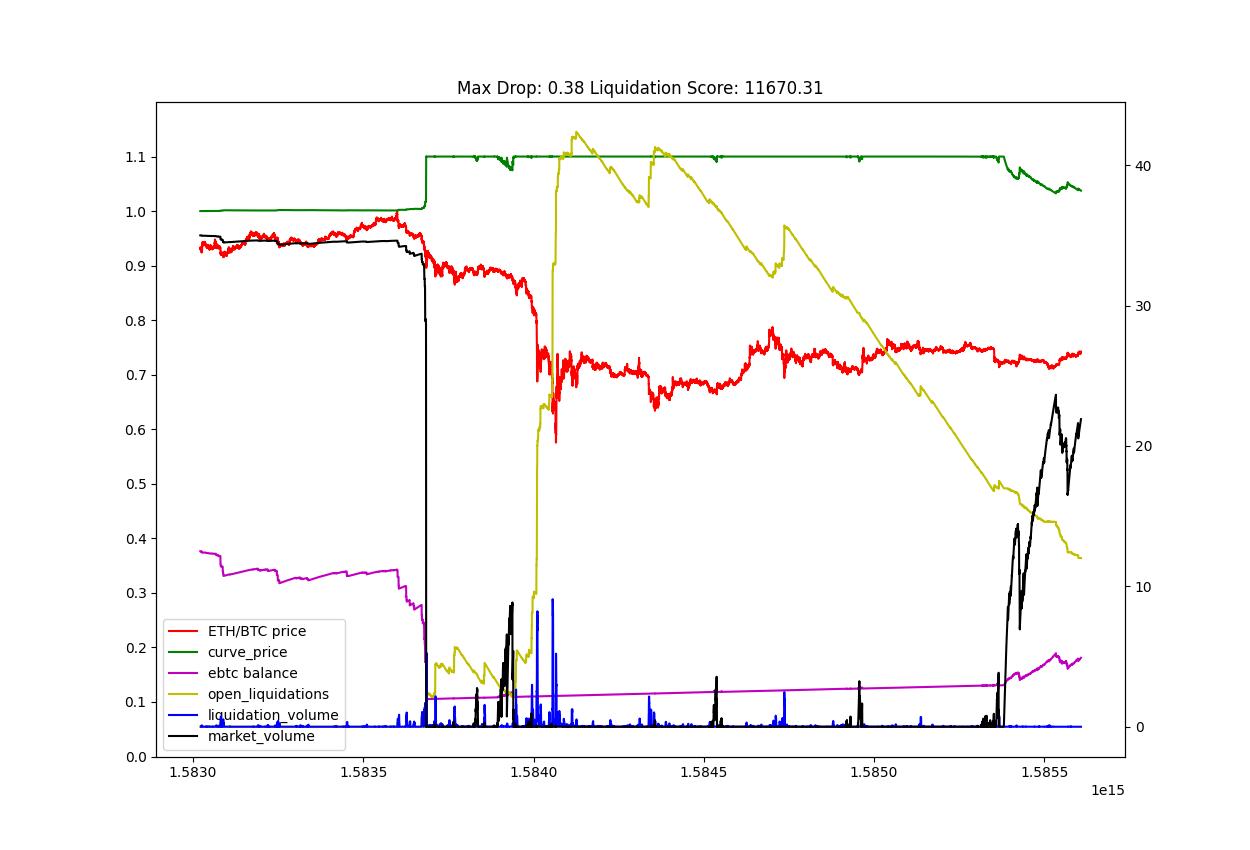 Max Drop: 0.38 Liquidation Score: 11670.31
1.1
1.0
0.9
0.8
0.7
0.6
0.5
0.4
0.3
0.2
0.1
0.0
40
30
20
10
0
ETH/BTC price
curve_price
ebtc balance
open_liquidations
liquidation_volume
market_volume
1.5830 1.5835 1.5840 1.5845 1.5850 1.5855
1e15